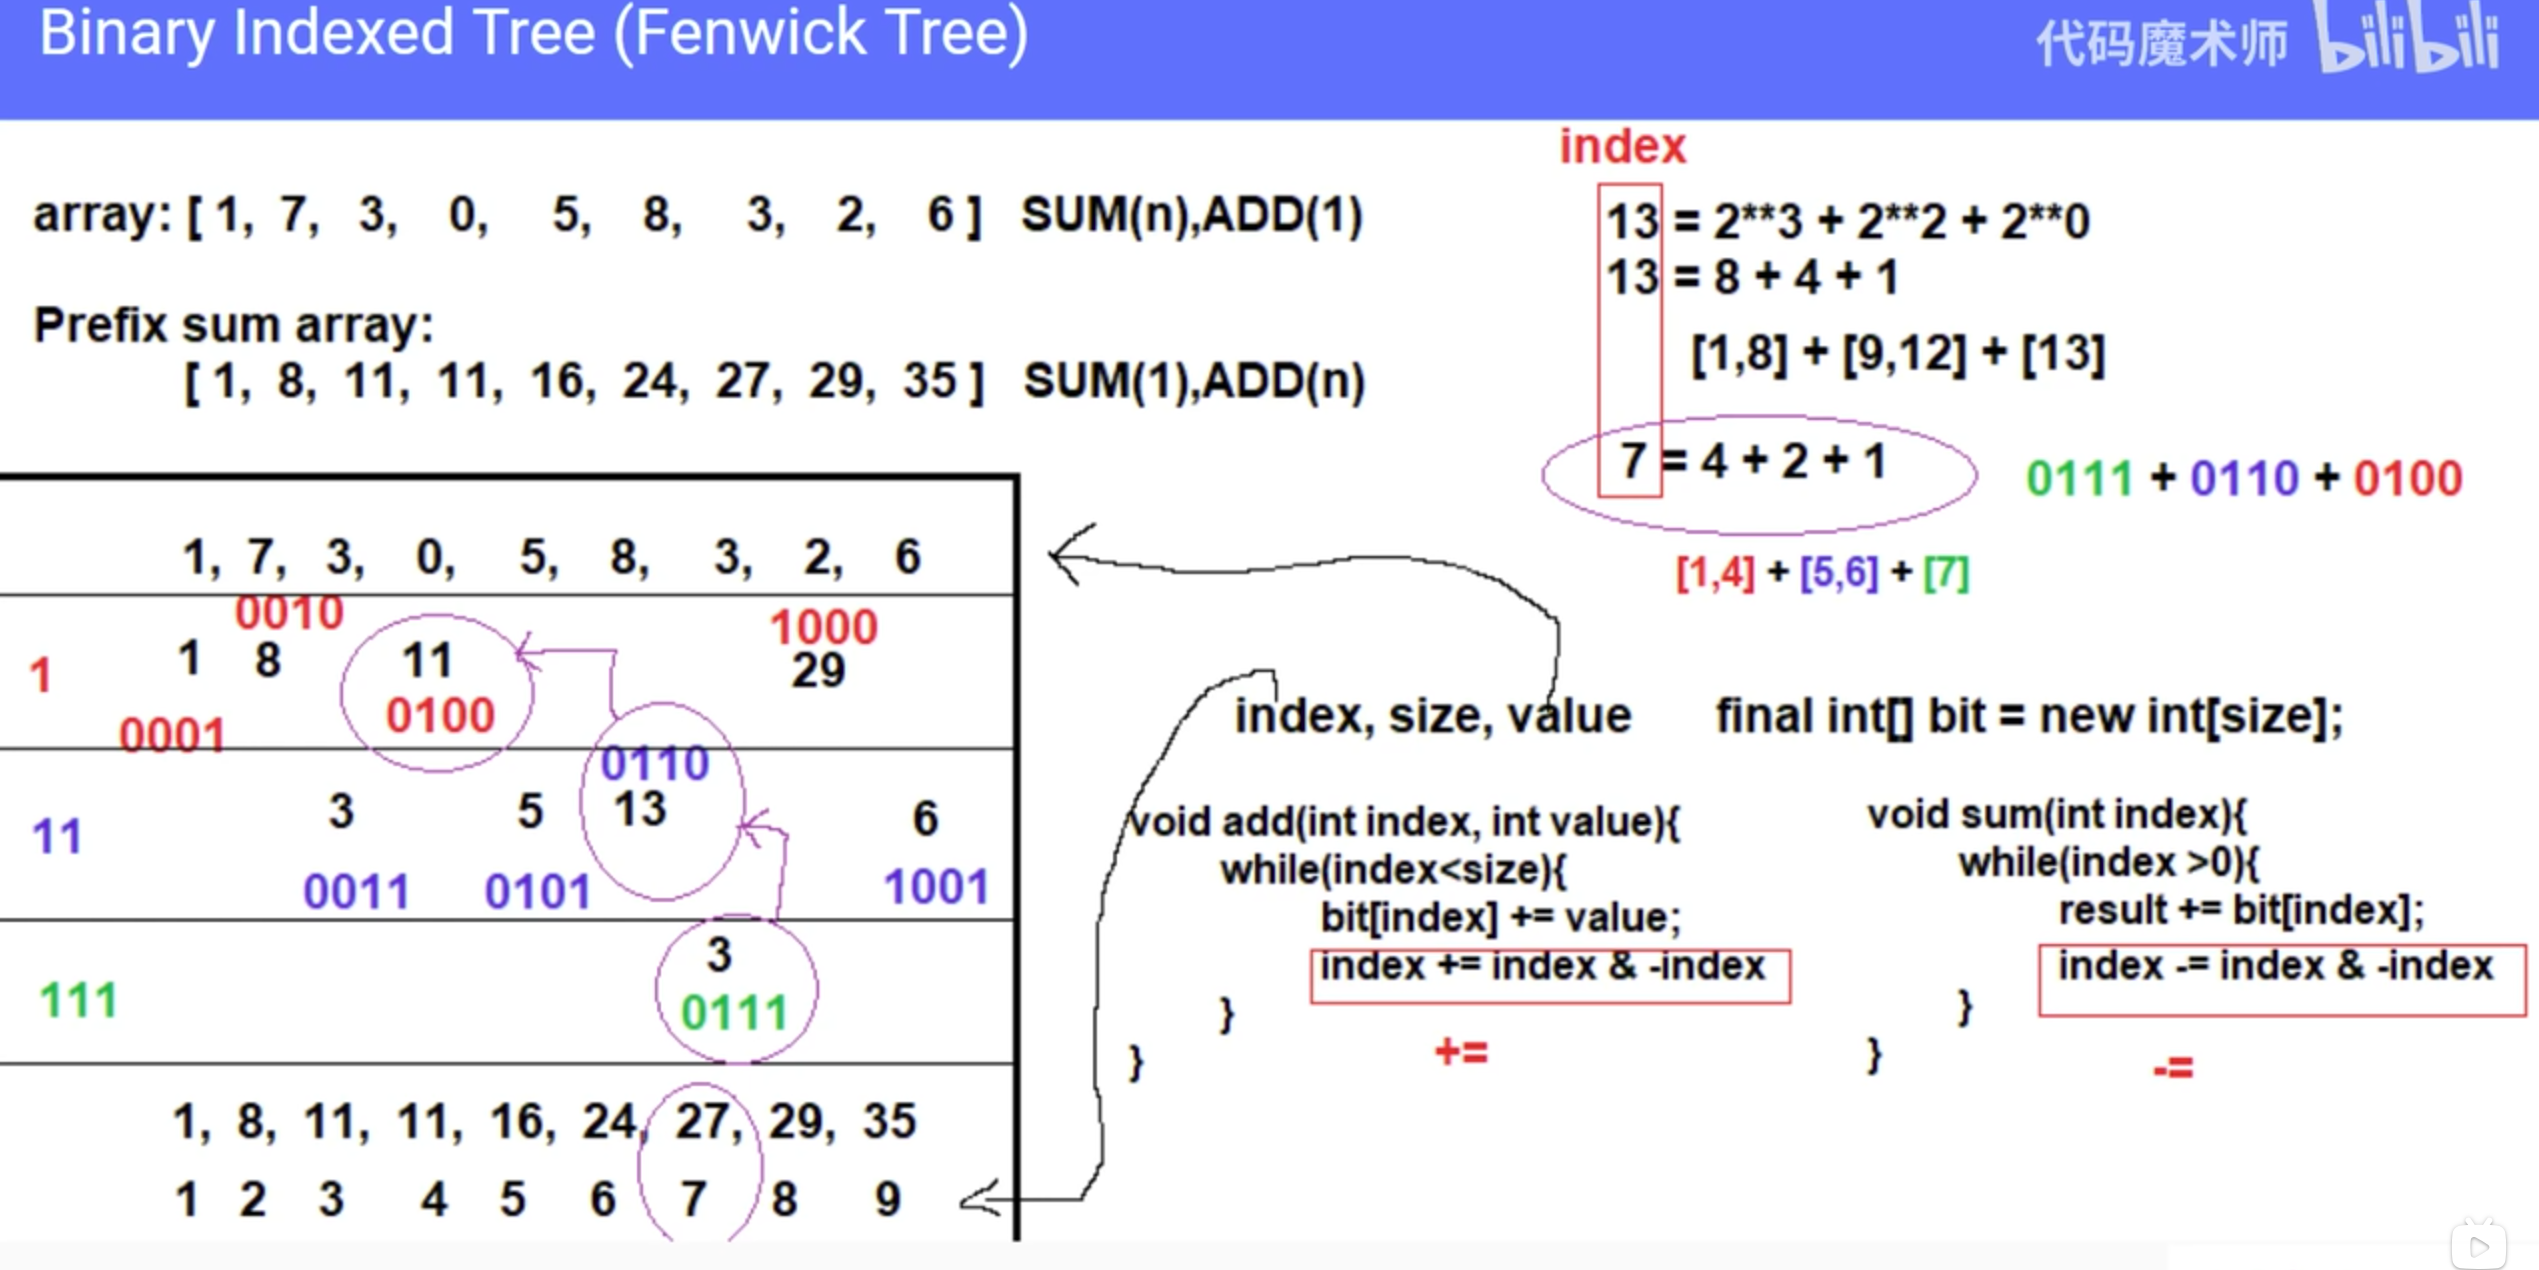 Binary Indexed Tree (Fenwick Tree)
代码魔术师 bilibili
array: [ 1, 7, 3, 0, 5, 8, 3, 2, 6 ] SUM(n),ADD(1)
Prefix sum array:
[ 1, 8, 11, 11, 16, 24, 27, 29, 35 ] SUM(1),ADD(n)
index
13 = 2**3 + 2**2 + 2**0
13 = 8 + 4 + 1
[1,8] + [9,12] + [13]
7 = 4 + 2 + 1
0111 + 0110 + 0100
[1,4] + [5,6] + [7]
1, 7, 3, 0, 5, 8, 3, 2, 6
0010 1000
1 1 8 11 29
0001 0100
0110
11 3 5 13 6
0011 0101 1001
3
111 0111
1, 8, 11, 11, 16, 24, 27, 29, 35
1 2 3 4 5 6 7 8 9
index, size, value final int[] bit = new int[size];
void add(int index, int value){
while(index<size){
bit[index] += value;
index += index & -index
}
+=
}
void sum(int index){
while(index >0){
result += bit[index];
index -= index & -index
}
}
-=